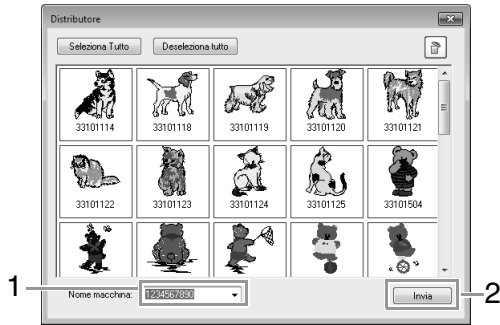 Distributore
Seleziona Tutto Deseleziona tutto
33101114 33101118 33101119 33101120 33101121
33101122 33101123 33101124 33101125 33101504
1 Nome macchina: 1234567890 Invia 2